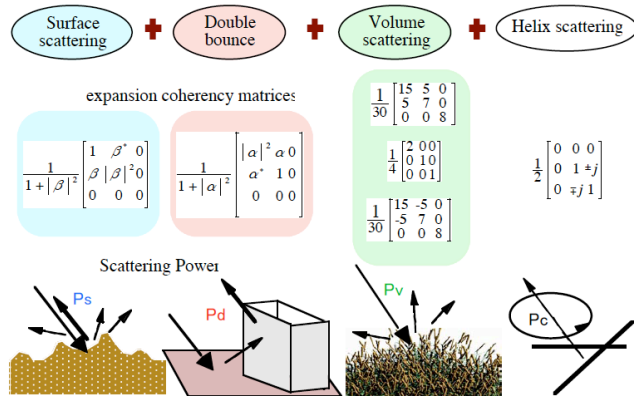 Surface scattering + Double bounce + Volume scattering + Helix scattering
expansion coherency matrices
1/(1+|β|²) [1 β* 0; β |β|² 0; 0 0 0]
1/(1+|α|²) [|α|² α 0; α* 1 0; 0 0 0]
1/30 [15 5 0; 5 7 0; 0 0 8]
1/4 [2 0 0; 0 1 0; 0 0 1]
1/30 [15 -5 0; -5 7 0; 0 0 8]
1/2 [0 0 0; 0 1 ±j; 0 ∓j 1]
Scattering Power
Ps
Pd
Pv
Pc